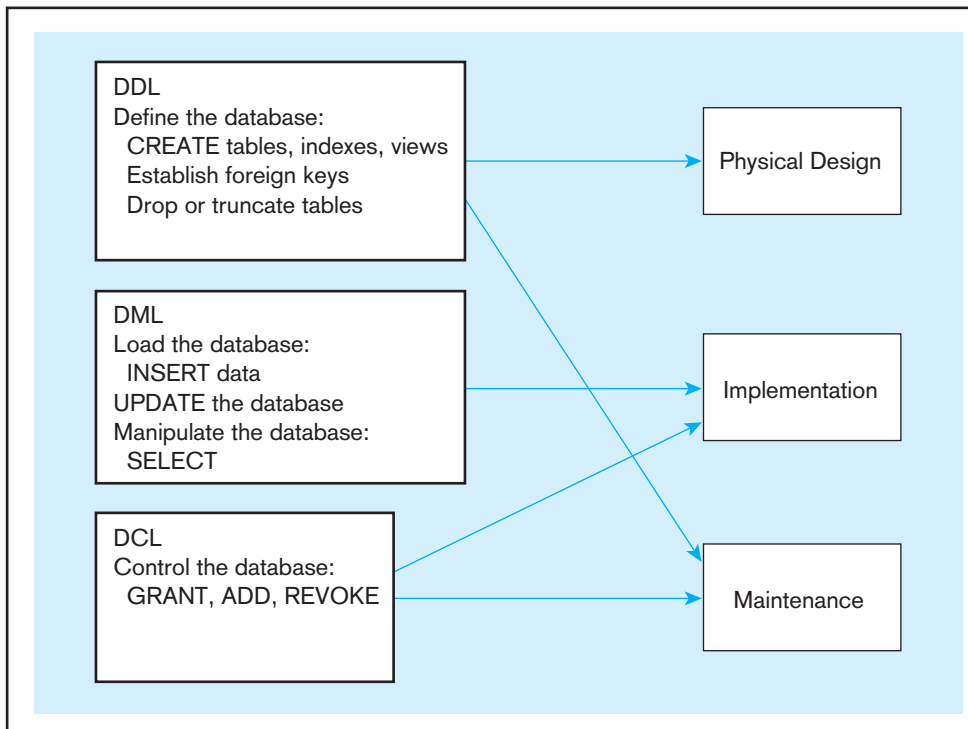 DDL
Define the database:
CREATE tables, indexes, views
Establish foreign keys
Drop or truncate tables
Physical Design
DML
Load the database:
INSERT data
UPDATE the database
Manipulate the database:
SELECT
Implementation
DCL
Control the database:
GRANT, ADD, REVOKE
Maintenance